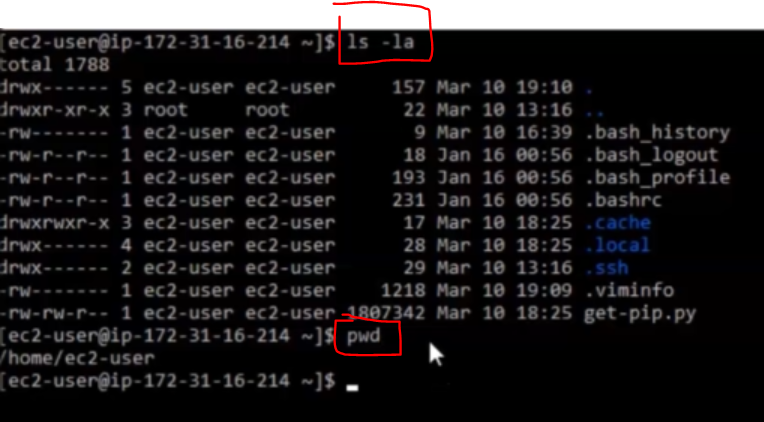 [ec2-user@ip-172-31-16-214 ~]$ ls -la
total 1788
drwx------ 5 ec2-user ec2-user     157 Mar 10 19:10 .
drwxr-xr-x 3 root     root          22 Mar 10 13:16 ..
-rw------- 1 ec2-user ec2-user       9 Mar 10 16:39 .bash_history
-rw-r--r-- 1 ec2-user ec2-user      18 Jan 16 00:56 .bash_logout
-rw-r--r-- 1 ec2-user ec2-user     193 Jan 16 00:56 .bash_profile
-rw-r--r-- 1 ec2-user ec2-user     231 Jan 16 00:56 .bashrc
drwxrwxr-x 3 ec2-user ec2-user      17 Mar 10 18:25 .cache
drwx------ 4 ec2-user ec2-user      28 Mar 10 18:25 .local
drwx------ 2 ec2-user ec2-user      29 Mar 10 13:16 .ssh
-rw------- 1 ec2-user ec2-user    1218 Mar 10 19:09 .viminfo
-rw-rw-r-- 1 ec2-user ec2-user 1807342 Mar 10 18:25 get-pip.py
[ec2-user@ip-172-31-16-214 ~]$ pwd
/home/ec2-user
[ec2-user@ip-172-31-16-214 ~]$